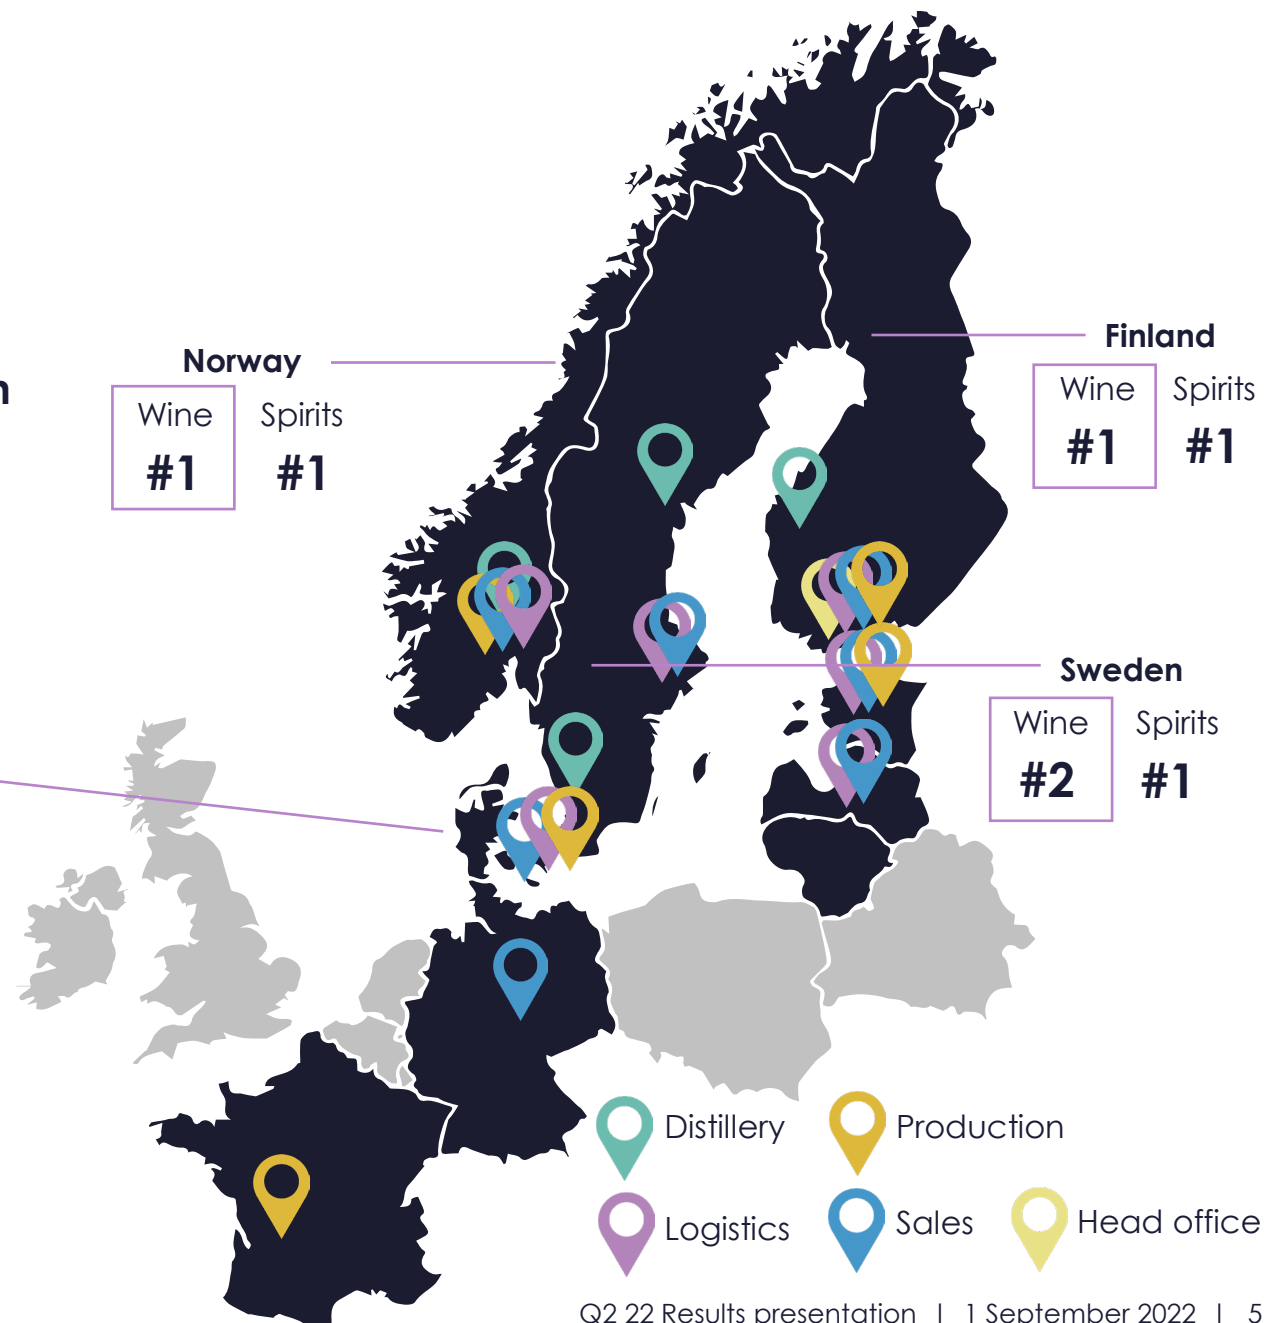 Finland
Norway
Wine Spirits
#1 #1
Wine Spirits
#1 #1
Sweden
Wine Spirits
#2 #1
Distillery Production
Logistics Sales Head office
Q2 22 Results presentation | 1 September 2022 | 5